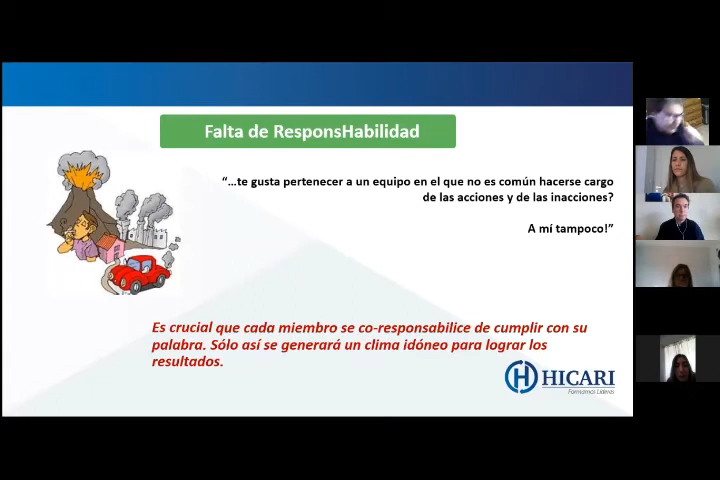 Falta de ResponsHabilidad
“...te gusta pertenecer a un equipo en el que no es común hacerse cargo
de las acciones y de las inacciones?
A mí tampoco!”
Es crucial que cada miembro se co-responsabilice de cumplir con su
palabra. Sólo así se generará un clima idóneo para lograr los
resultados.
HICARI
Formamos Líderes